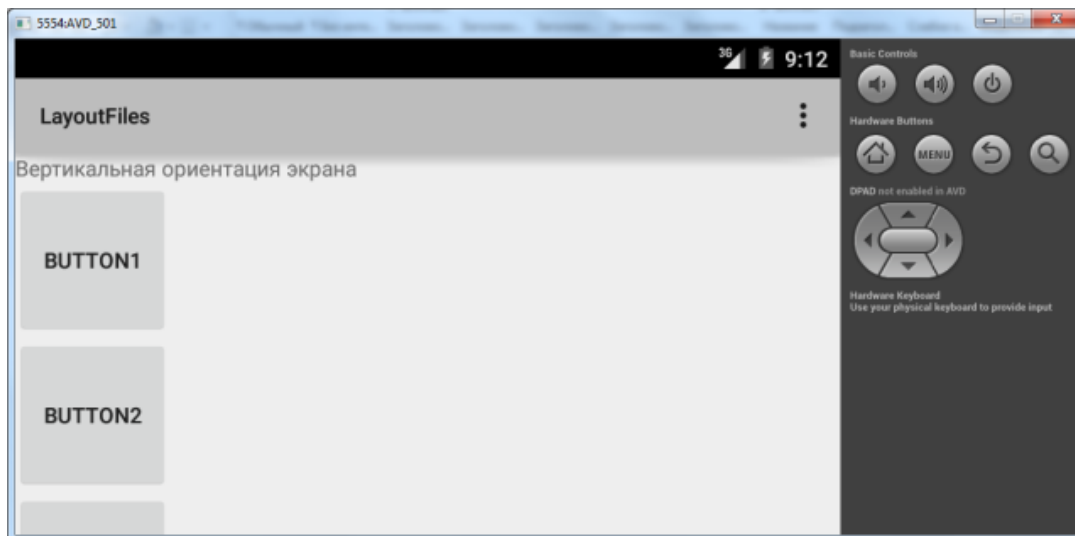 5554:AVD_501
3G 9:12
LayoutFiles
Вертикальная ориентация экрана
BUTTON1
BUTTON2
Basic Controls
Hardware Buttons
MENU
DPAD not enabled in AVD
Hardware Keyboard
Use your physical keyboard to provide input